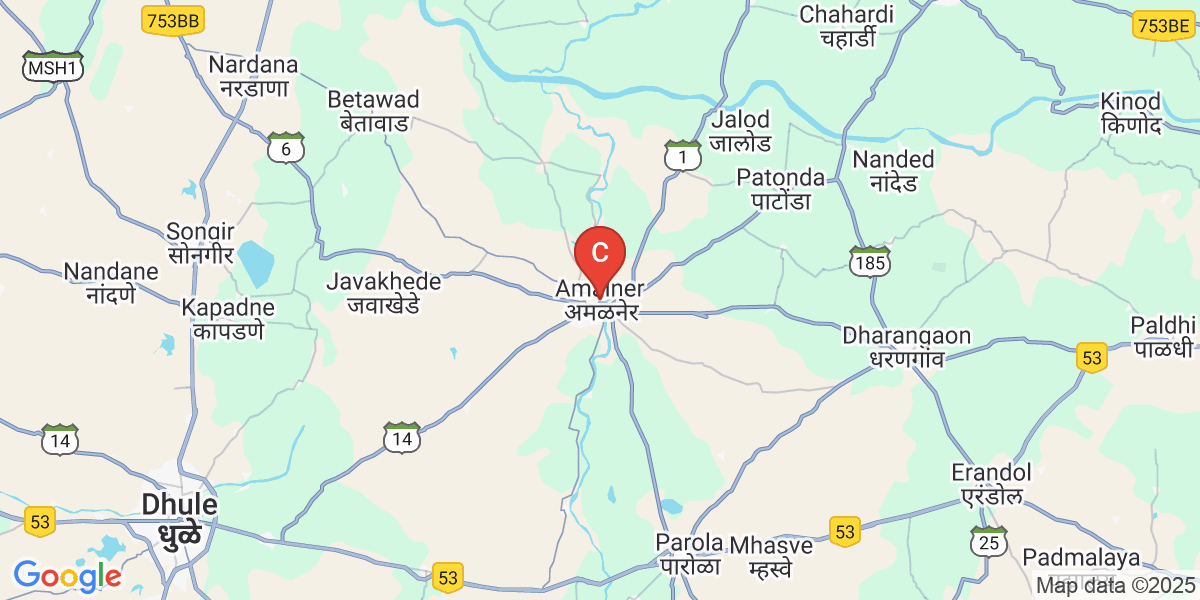 753BB
Chahardi
चहार्डी
753BE
MSH1
Nardana
नरडाणा
Betawad
बेतावाड
Kinod
किणोद
Jalod
जालोड
6
1
Nanded
नांदेड
Patonda
पाटोंडा
Songir
सोनगीर
C
185
Nandane
नांदणे
Javakhede
जवाखेडे
Amalner
अमळनेर
Kapadne
कापडणे
Dharangaon
धरणगांव
Paldhi
पाळधी
53
14
14
Erandol
एरंडोल
Dhule
धुळे
53
53
Parola
पारोळा
Mhasve
म्हस्वे
25
Padmalaya
53
Google
Map data ©2025